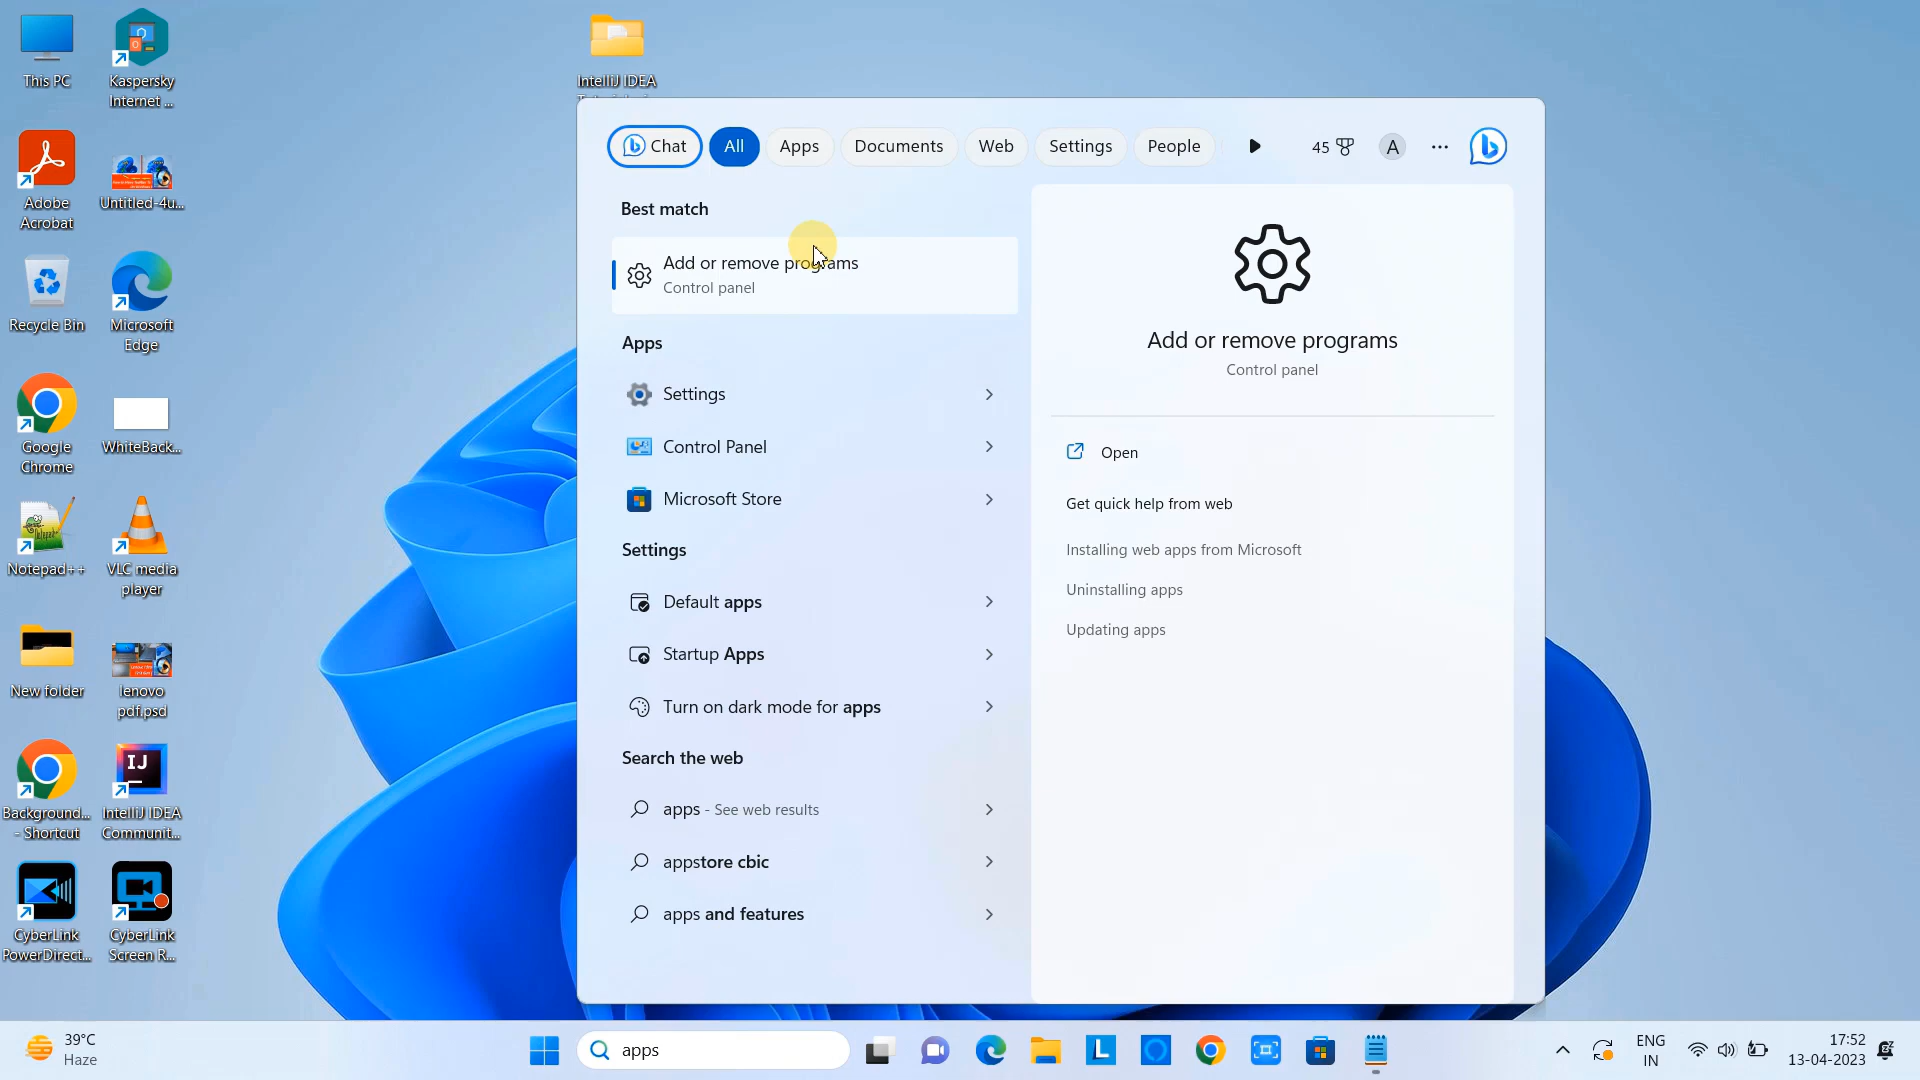 This PC
Kaspersky
Internet ...
Adobe
Acrobat
Untitled-4u...
Recycle Bin
Microsoft
Edge
Google
Chrome
WhiteBack...
Notepad++
VLC media
player
New folder
lenovo
pdf.psd
Background...
- Shortcut
IJ
IntelliJ IDEA
Communit...
CyberLink
PowerDirect...
CyberLink
Screen R...
IntelliJ IDEA
Chat
All
Apps
Documents
Web
Settings
People
45
A
Best match
Add or remove programs
Control panel
Apps
Settings
Control Panel
Microsoft Store
Settings
Default apps
Startup Apps
Turn on dark mode for apps
Search the web
apps - See web results
appstore cbic
apps and features
Add or remove programs
Control panel
Open
Get quick help from web
Installing web apps from Microsoft
Uninstalling apps
Updating apps
39°C
Haze
apps
L
ENG
IN
17:52
13-04-2023